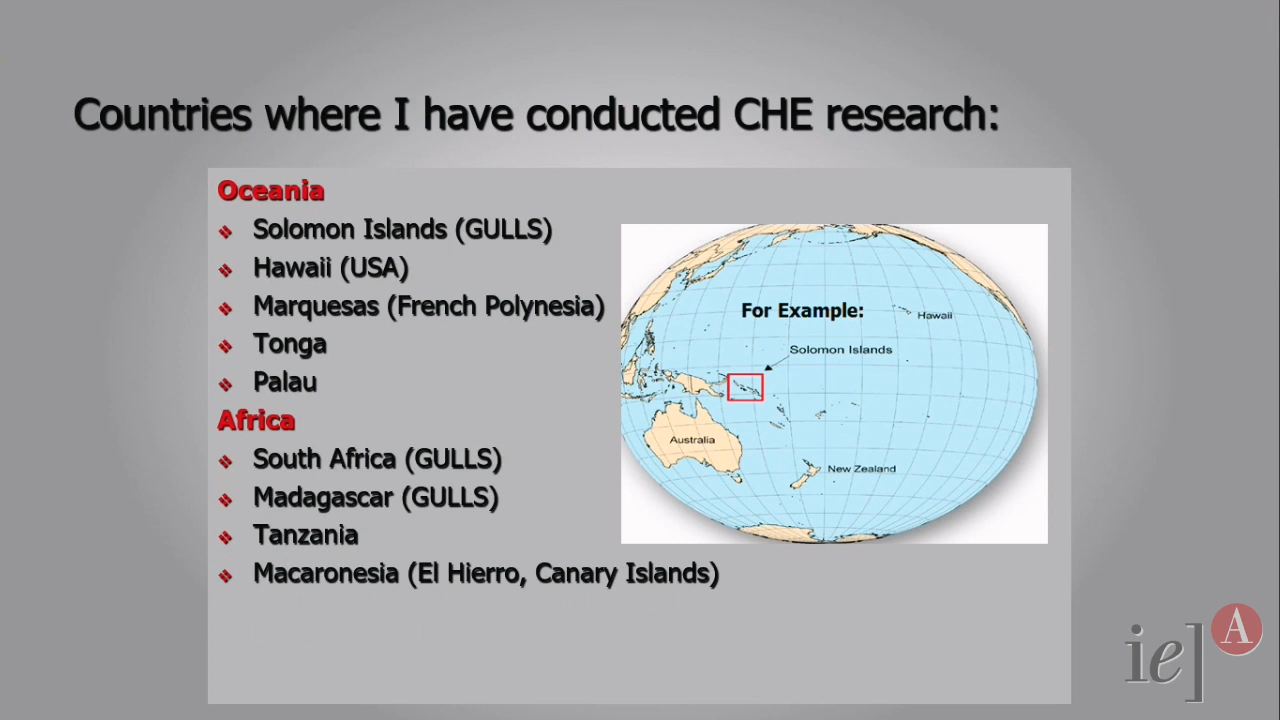 Countries where I have conducted CHE research:
Oceania
Solomon Islands (GULLS)
Hawaii (USA)
Marquesas (French Polynesia)
Tonga
Palau
Africa
South Africa (GULLS)
Madagascar (GULLS)
Tanzania
Macaronesia (El Hierro, Canary Islands)
For Example:
Hawaii
Solomon Islands
Australia
New Zealand
ie] A